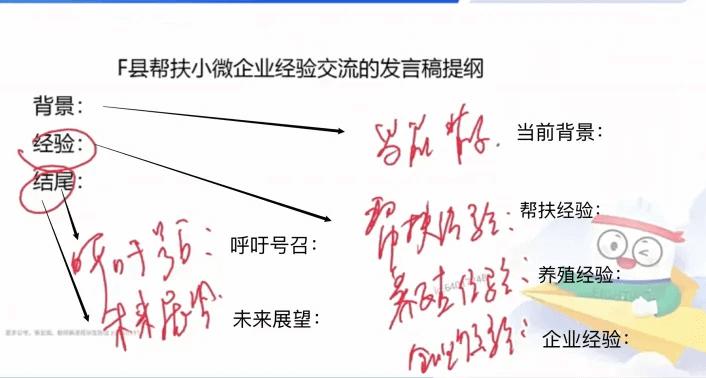 F县帮扶小微企业经验交流的发言稿提纲
背景：
当前背景. 当前背景：
经验：
结尾：
帮扶经验： 帮扶经验：
呼吁号召： 呼吁号召：
养殖经验： 养殖经验：
未来展望 未来展望：
企业经验： 企业经验：